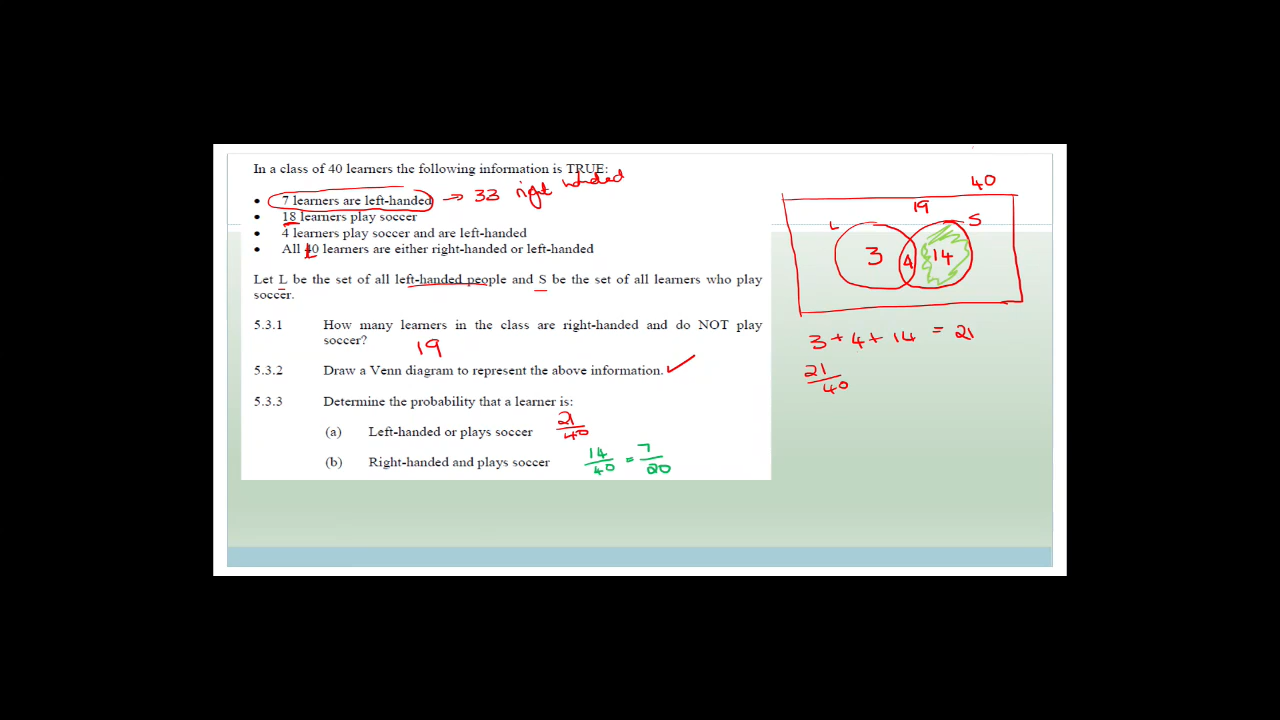 In a class of 40 learners the following information is TRUE:
• 7 learners are left-handed → 33 right handed
• 18 learners play soccer
• 4 learners play soccer and are left-handed
• All 40 learners are either right-handed or left-handed
Let L be the set of all left-handed people and S be the set of all learners who play
soccer.
5.3.1 How many learners in the class are right-handed and do NOT play
soccer?
19
5.3.2 Draw a Venn diagram to represent the above information. ✓
5.3.3 Determine the probability that a learner is:
(a) Left-handed or plays soccer 21/40
(b) Right-handed and plays soccer 14/40 = 7/20
40
19
L S
3 4 14
3 + 4 + 14 = 21
21/40